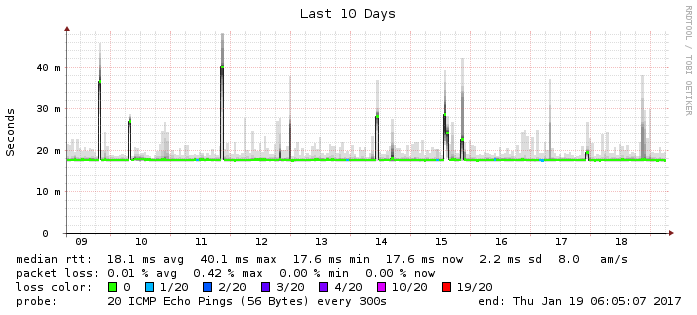 Last 10 Days
RRDTOOL / TOBI OETIKER
Seconds
40 m
30 m
20 m
10 m
0
09 10 11 12 13 14 15 16 17 18
median rtt: 18.1 ms avg 40.1 ms max 17.6 ms min 17.6 ms now 2.2 ms sd 8.0 am/s
packet loss: 0.01 % avg 0.42 % max 0.00 % min 0.00 % now
loss color: 0 1/20 2/20 3/20 4/20 10/20 19/20
probe: 20 ICMP Echo Pings (56 Bytes) every 300s end: Thu Jan 19 06:05:07 2017